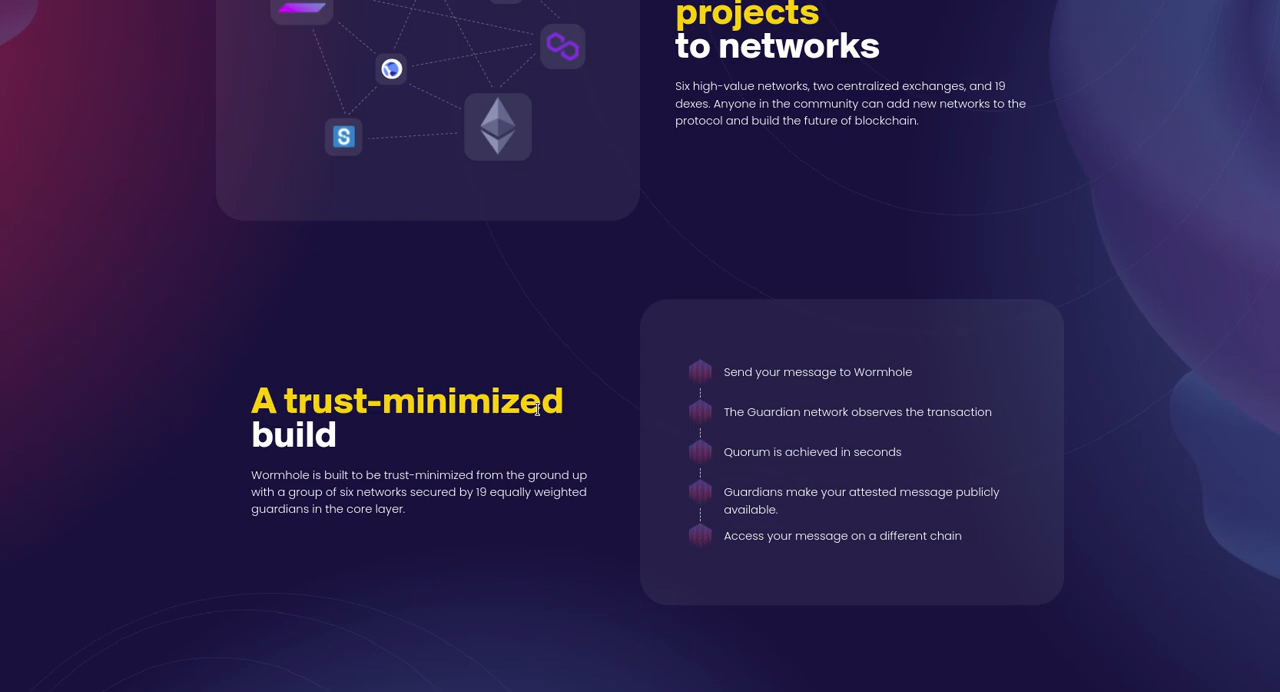 projects
to networks
Six high-value networks, two centralized exchanges, and 19
dexes. Anyone in the community can add new networks to the
protocol and build the future of blockchain.
A trust-minimized
build
Wormhole is built to be trust-minimized from the ground up
with a group of six networks secured by 19 equally weighted
guardians in the core layer.
Send your message to Wormhole
The Guardian network observes the transaction
Quorum is achieved in seconds
Guardians make your attested message publicly
available.
Access your message on a different chain